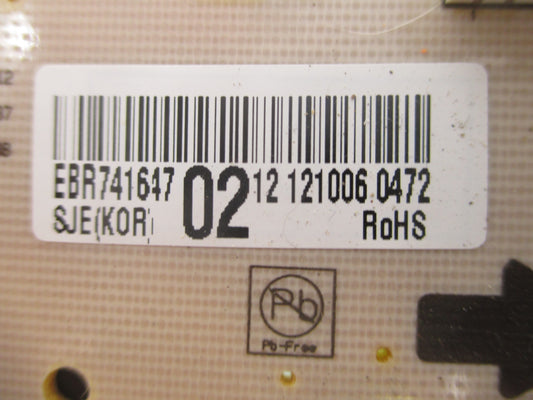 EBR741647 02 12 121006 0472
SJE(KOR) RoHS
Pb
Pb-Free